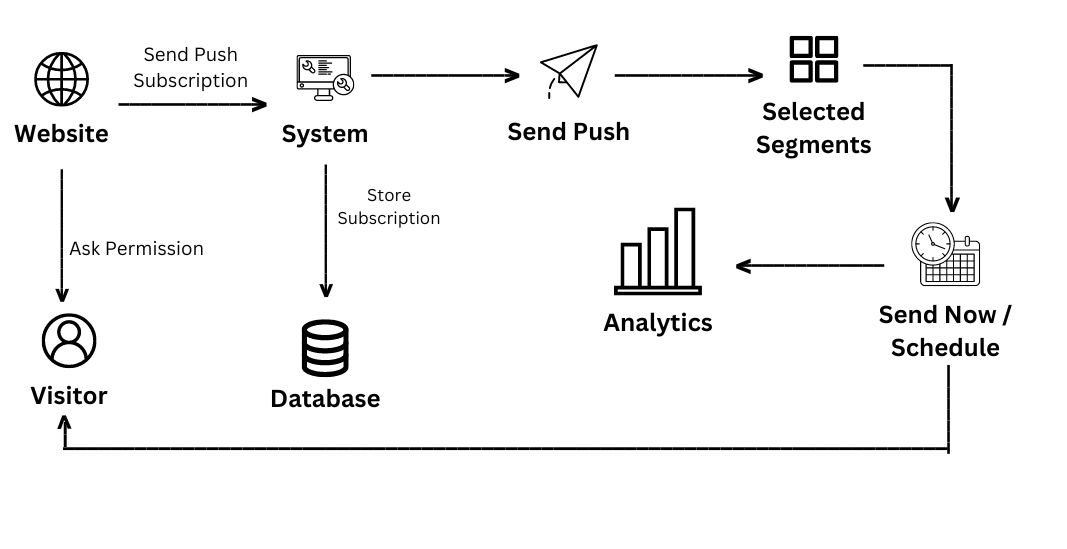 Send Push
Subscription
Website
System
Send Push
Selected
Segments
Ask Permission
Store
Subscription
Visitor
Database
Analytics
Send Now /
Schedule